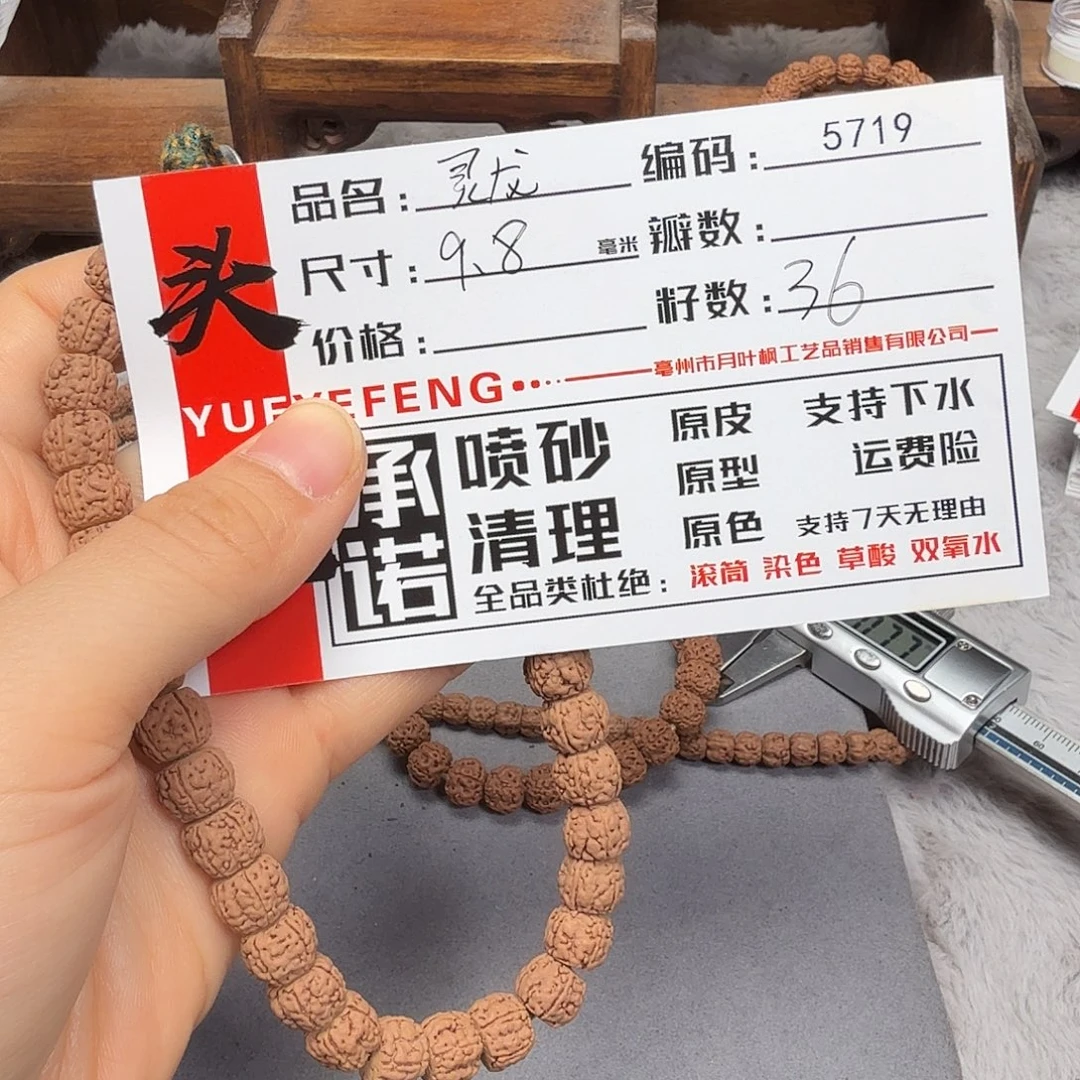 头
品名：灵龙 编码：5719
尺寸：9.8 毫米 瓣数：
价格： 籽数：36
亳州市月叶枫工艺品销售有限公司
YUEYEFENG
承诺
喷砂清理
原皮 支持下水
原型 运费险
原色 支持7天无理由
全品类杜绝：滚筒 染色 草酸 双氧水